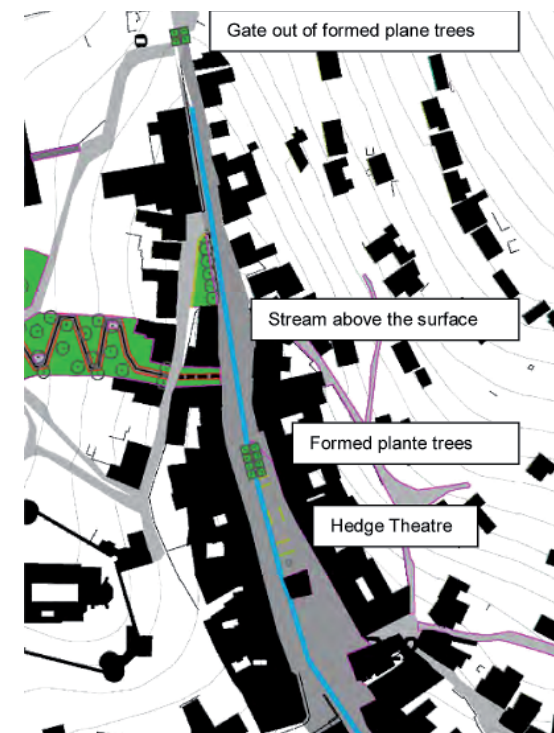 Gate out of formed plane trees
Stream above the surface
Formed plante trees
Hedge Theatre